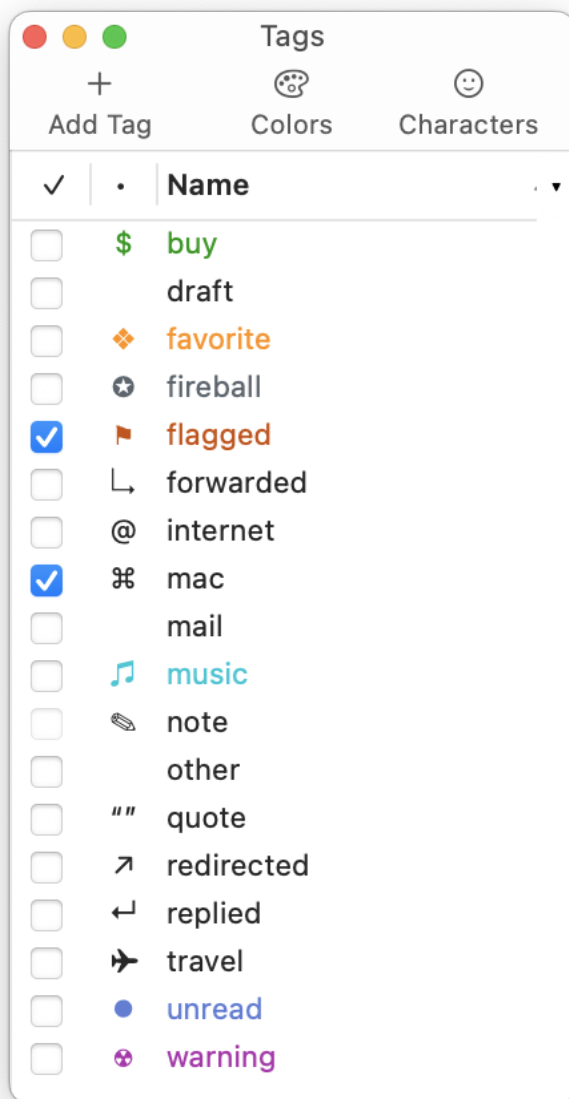 Tags
Add Tag Colors Characters
✓ • Name
$ buy
draft
❖ favorite
✪ fireball
⚑ flagged
forwarded
@ internet
⌘ mac
mail
♫ music
✎ note
other
“” quote
↗ redirected
↵ replied
✈ travel
● unread
☢ warning